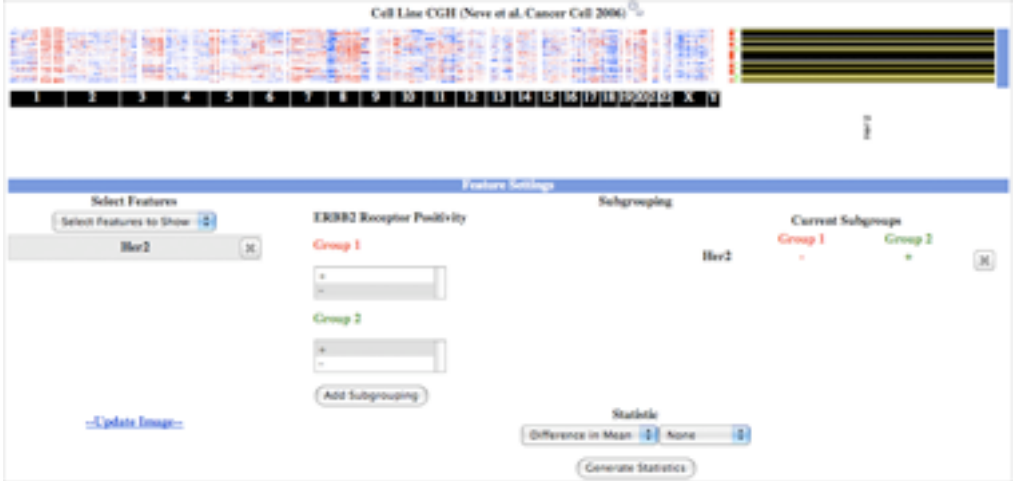 Cell Line CGH (Neve et al. Cancer Cell 2006)
1 2 3 4 5 6 7 8 9 10 11 12 13 14 15 16 17 18 19 20 21 22 X Y
Her2
Feature Settings
Select Features
Select Features to Show
Her2
ERBB2 Receptor Positivity
Group 1
+
-
Group 2
+
-
Add Subgrouping
Subgrouping
Current Subgroups
Group 1 Group 2
Her2 - +
--Update Image--
Statistic
Difference in Mean None
Generate Statistics